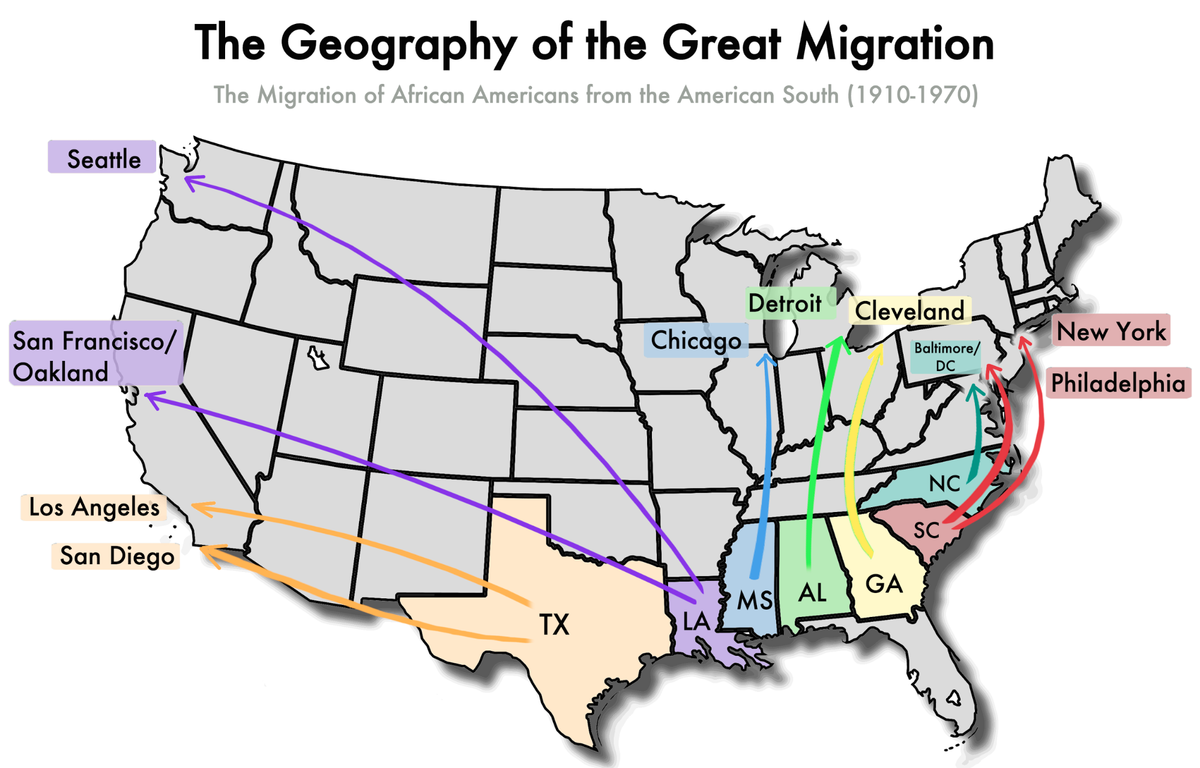 The Geography of the Great Migration
The Migration of African Americans from the American South (1910-1970)
Seattle
Detroit
Cleveland
San Francisco/
Oakland
Chicago
Baltimore/
DC
New York
Philadelphia
Los Angeles
San Diego
NC
SC
TX
LA
MS
AL
GA